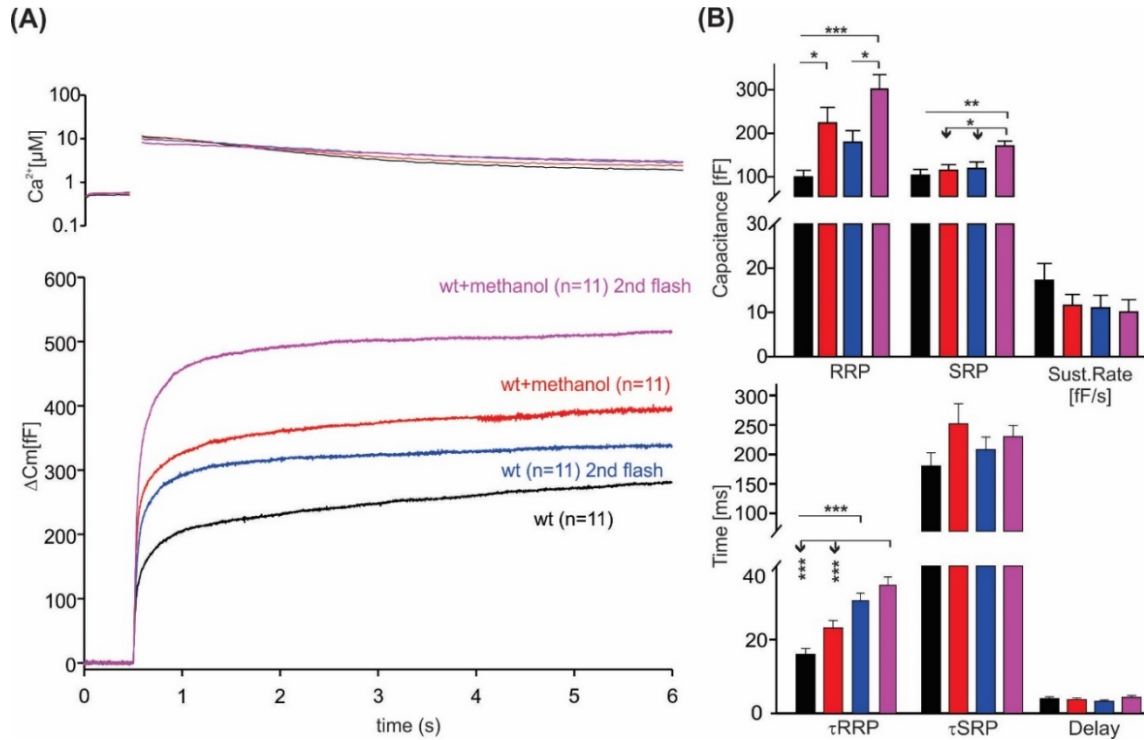 (A)
100
10
1
0.1
Ca²⁺[µM]
600
500
400
300
200
100
0
ΔCm[fF]
wt+methanol (n=11) 2nd flash
wt+methanol (n=11)
wt (n=11) 2nd flash
wt (n=11)
0 1 2 3 4 5 6
time (s)
(B)
***
* *
**
*
300
200
100
30
20
10
0
Capacitance [fF]
RRP SRP Sust.Rate
[fF/s]
300
250
200
150
100
40
20
0
Time [ms]
***
*** ***
τRRP τSRP Delay